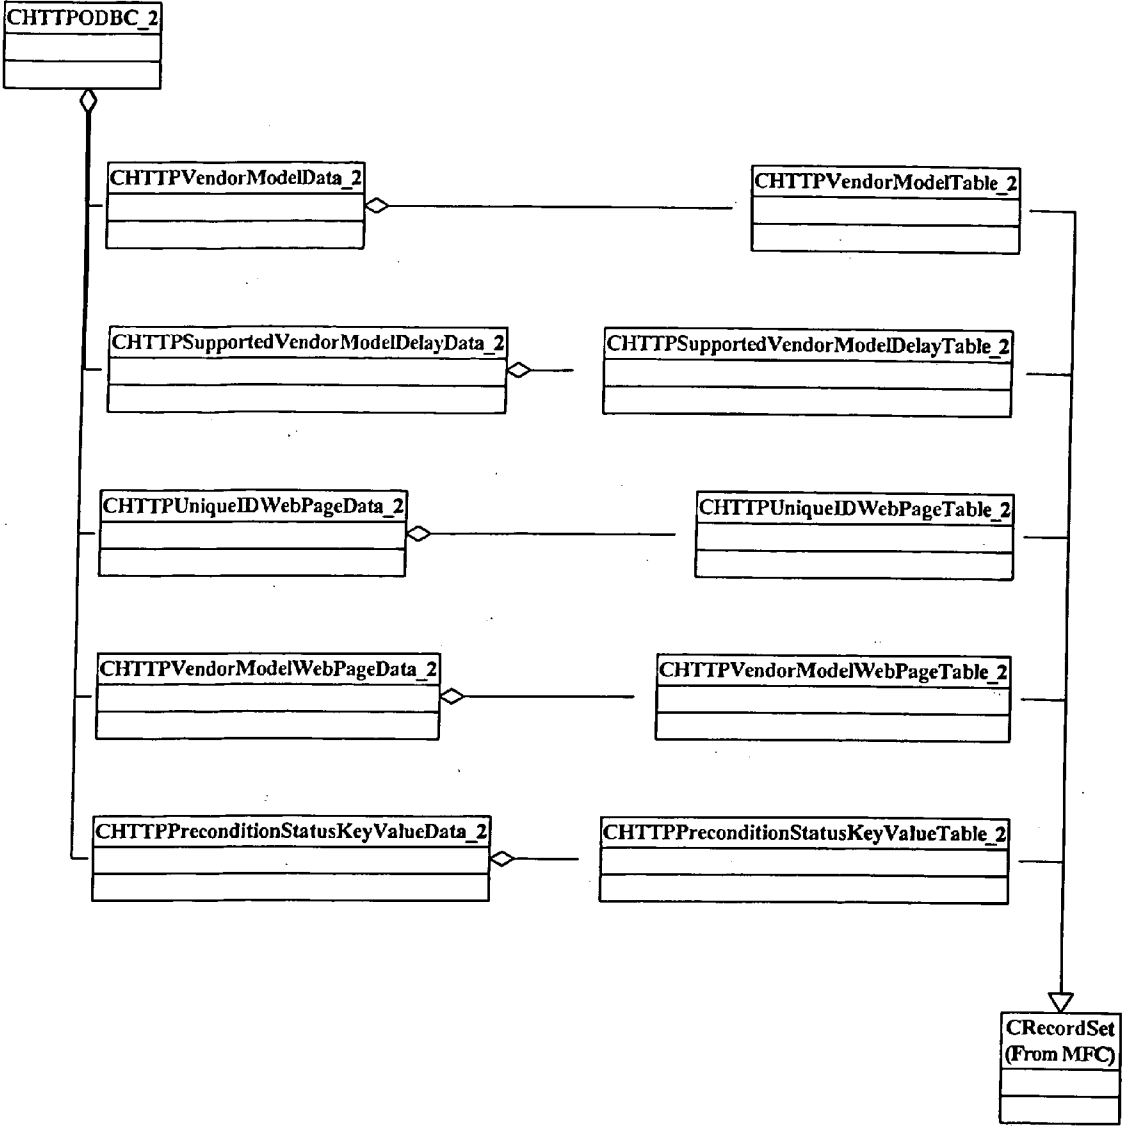 CHTTPODBC_2
CHTTPVendorModelData_2
CHTTPVendorModelTable_2
CHTTPSupportedVendorModelDelayData_2
CHTTPSupportedVendorModelDelayTable_2
CHTTPUniqueIDWebPageData_2
CHTTPUniqueIDWebPageTable_2
CHTTPVendorModelWebPageData_2
CHTTPVendorModelWebPageTable_2
CHTTPPreconditionStatusKeyValueData_2
CHTTPPreconditionStatusKeyValueTable_2
CRecordSet
(From MFC)